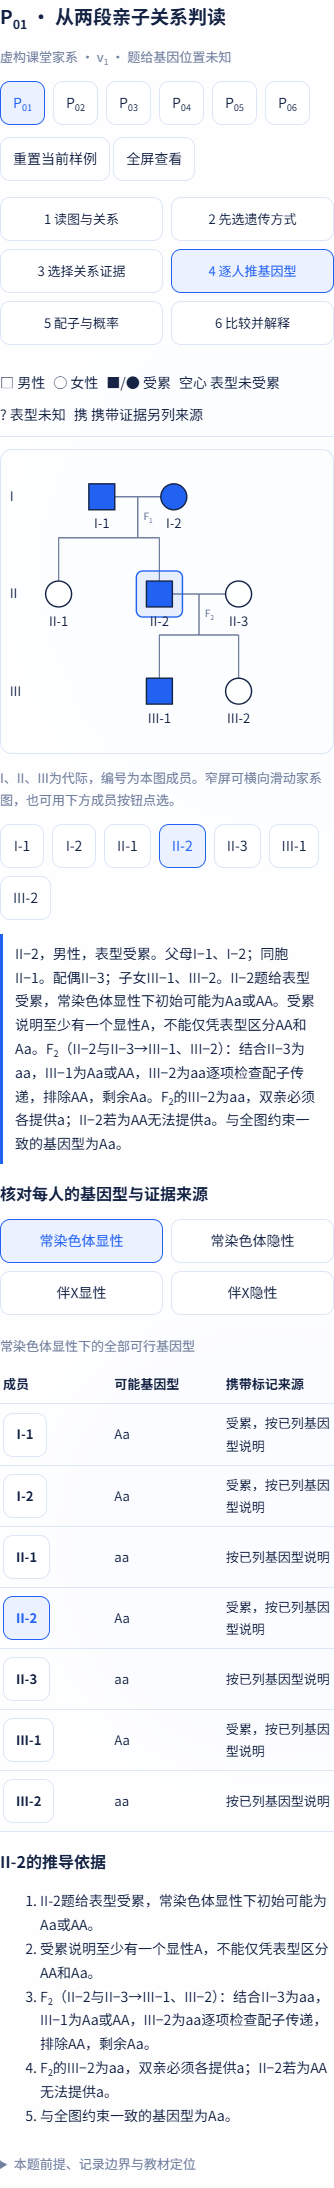 P₀₁ · 从两段亲子关系判读
虚构课堂家系 · v₁ · 题给基因位置未知
P₀₁ P₀₂ P₀₃ P₀₄ P₀₅ P₀₆
重置当前样例 全屏查看
1 读图与关系 2 先选遗传方式
3 选择关系证据 4 逐人推基因型
5 配子与概率 6 比较并解释
□ 男性 ○ 女性 ■/● 受累 空心 表型未受累
? 表型未知 携 携带证据另列来源
I
I-1 F₁ I-2
II
II-1 II-2 F₂ II-3
III
III-1 III-2
I、II、III为代际，编号为本图成员。窄屏可横向滑动家系
图，也可用下方成员按钮点选。
I-1 I-2 II-1 II-2 II-3 III-1
III-2
II-2，男性，表型受累。父母I-1、I-2；同胞
II-1。配偶II-3；子女III-1、III-2。II-2题给表型
受累，常染色体显性下初始可能为Aa或AA。受累
说明至少有一个显性A，不能仅凭表型区分AA和
Aa。F₂（II-2与II-3→III-1、III-2）：结合II-3为
aa，III-1为Aa或AA，III-2为aa逐项检查配子传
递，排除AA，剩余Aa。F₂的III-2为aa，双亲必须
各提供a；II-2若为AA无法提供a。与全图约束一
致的基因型为Aa。
核对每人的基因型与证据来源
常染色体显性 常染色体隐性
伴X显性 伴X隐性
常染色体显性下的全部可行基因型
成员 可能基因型 携带标记来源
I-1 Aa 受累，按已列基因
型说明
I-2 Aa 受累，按已列基因
型说明
II-1 aa 按已列基因型说明
II-2 Aa 受累，按已列基因
型说明
II-3 aa 按已列基因型说明
III-1 Aa 受累，按已列基因
型说明
III-2 aa 按已列基因型说明
II-2的推导依据
1. II-2题给表型受累，常染色体显性下初始可能为
Aa或AA。
2. 受累说明至少有一个显性A，不能仅凭表型区分
AA和Aa。
3. F₂（II-2与II-3→III-1、III-2）：结合II-3为aa，
III-1为Aa或AA，III-2为aa逐项检查配子传递，
排除AA，剩余Aa。
4. F₂的III-2为aa，双亲必须各提供a；II-2若为AA
无法提供a。
5. 与全图约束一致的基因型为Aa。
▶ 本题前提、记录边界与教材定位